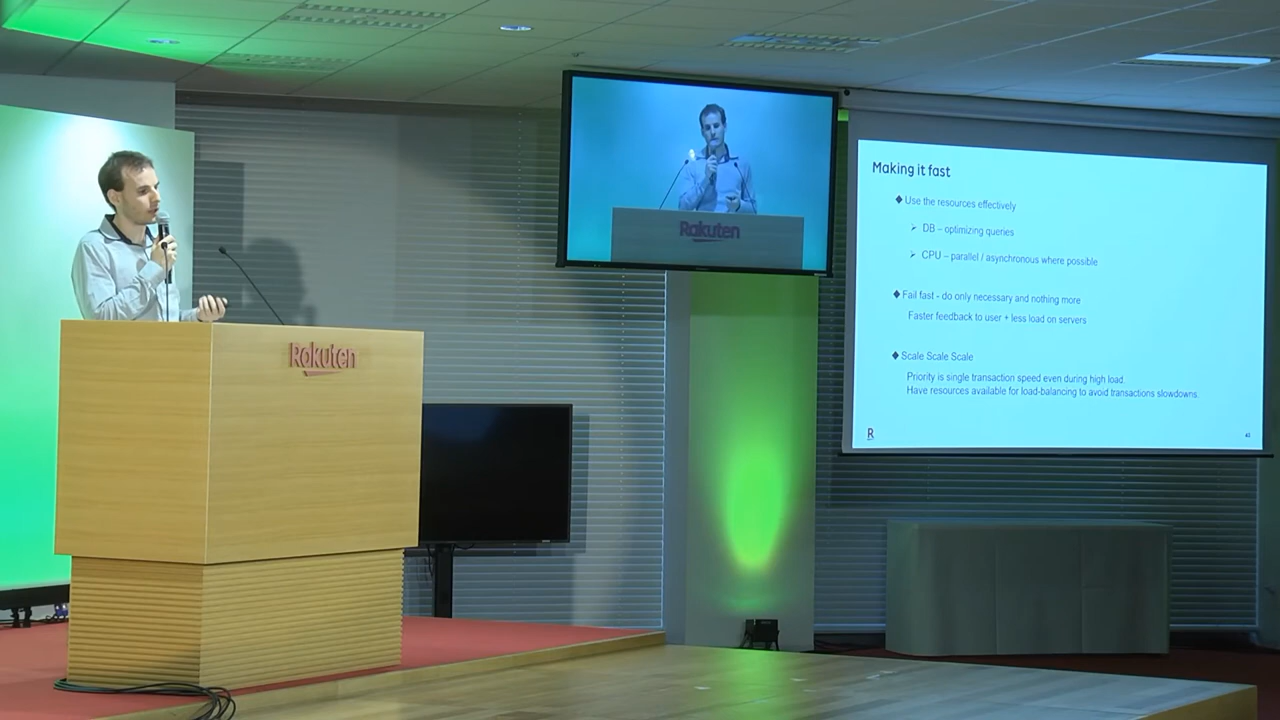 Rakuten
Rakuten
Making it fast
◆ Use the resources effectively
➢ DB – optimizing queries
➢ CPU – parallel / asynchronous where possible
◆ Fail fast - do only necessary and nothing more
Faster feedback to user + less load on servers
◆ Scale Scale Scale
Priority is single transaction speed even during high load.
Have resources available for load-balancing to avoid transactions slowdowns.
R